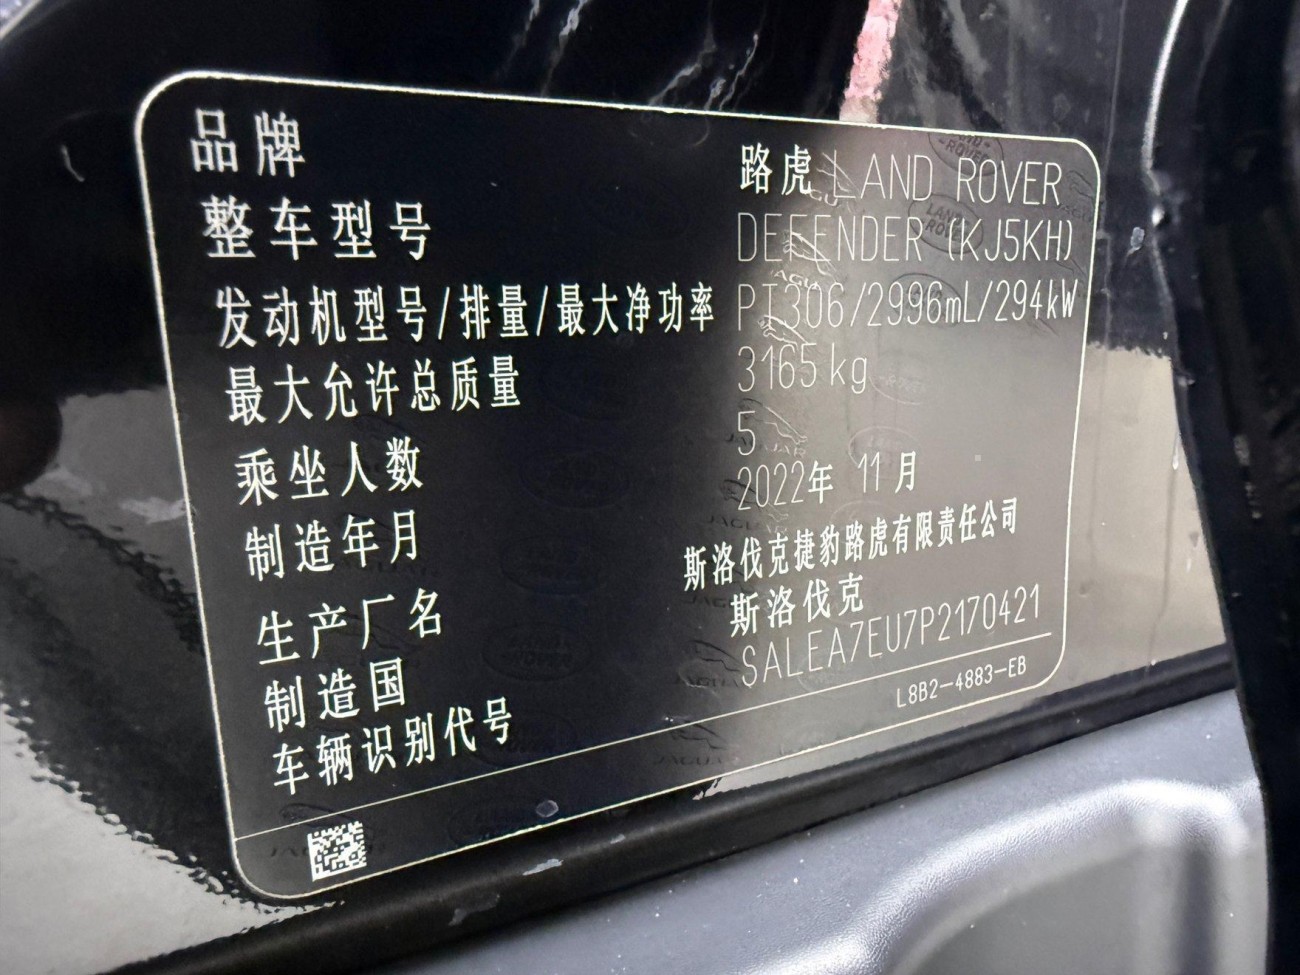 品牌 路虎 LAND ROVER
整车型号 DEFENDER (KJ5KH)
发动机型号/排量/最大净功率 PT306/2996mL/294kW
最大允许总质量 3165 kg
乘坐人数 5
制造年月 2022年 11月
生产厂名 斯洛伐克捷豹路虎有限责任公司
制造国 斯洛伐克
车辆识别代号 SALEA7EU7P2170421
L8B2-4883-EB